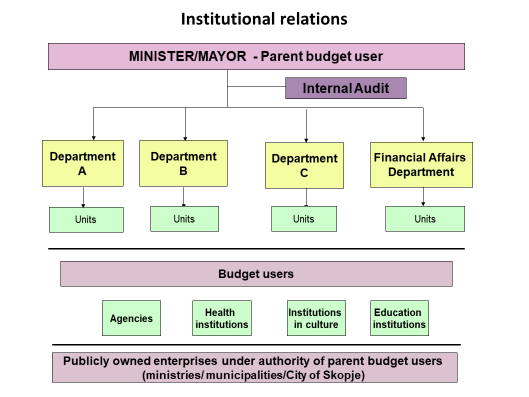 Institutional relations
MINISTER/MAYOR - Parent budget user
Internal Audit
Department
A
Department
B
Department
C
Financial Affairs
Department
Units
Units
Units
Units
Budget users
Agencies
Health
institutions
Institutions
in culture
Education
institutions
Publicly owned enterprises under authority of parent budget users
(ministries/ municipalities/City of Skopje)